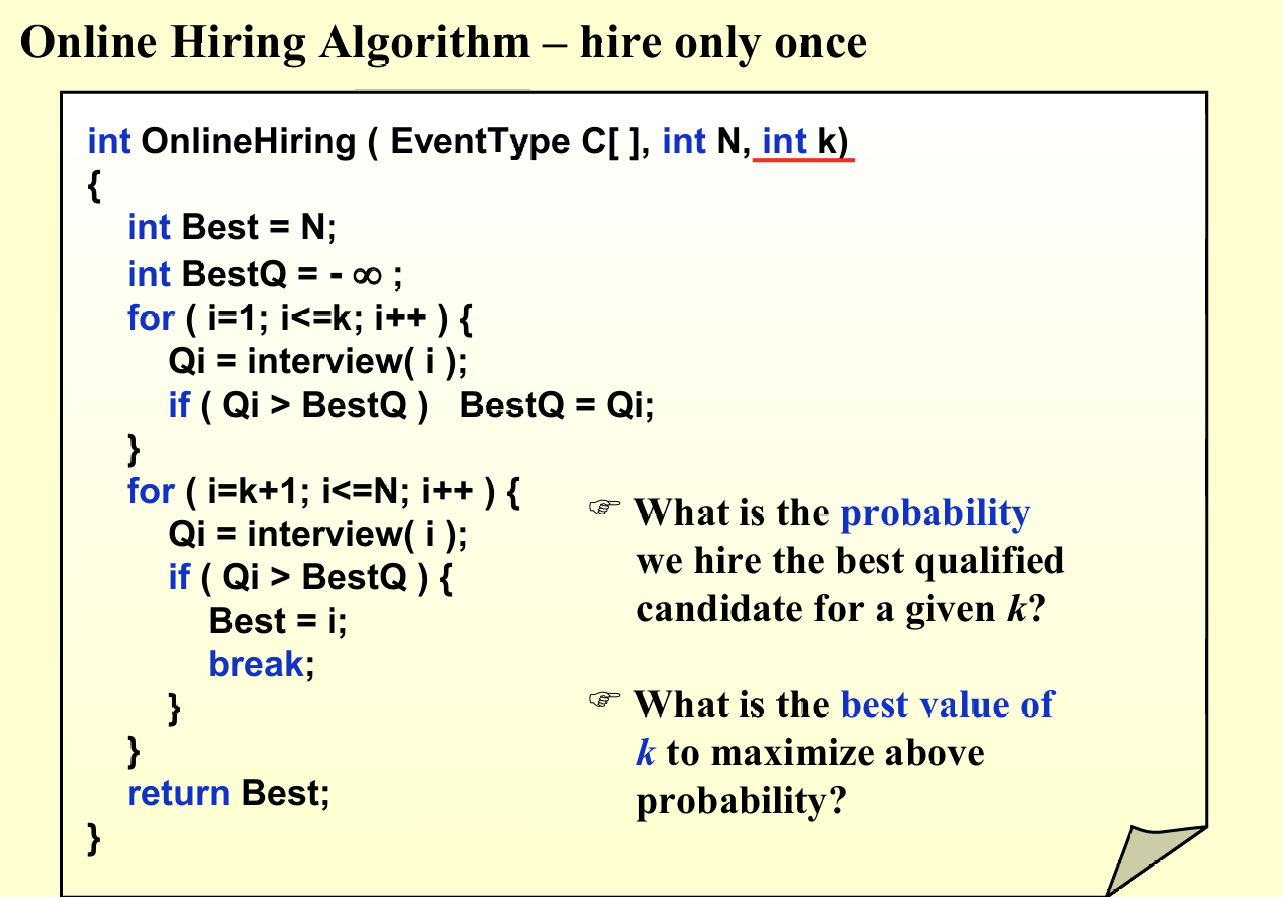 Online Hiring Algorithm – hire only once
int OnlineHiring ( EventType C[ ], int N, int k)
{
int Best = N;
int BestQ = - ∞ ;
for ( i=1; i<=k; i++ ) {
Qi = interview( i );
if ( Qi > BestQ )   BestQ = Qi;
}
for ( i=k+1; i<=N; i++ ) {
Qi = interview( i );
if ( Qi > BestQ ) {
Best = i;
break;
}
}
return Best;
}
☞ What is the probability
we hire the best qualified
candidate for a given k?
☞ What is the best value of
k to maximize above
probability?